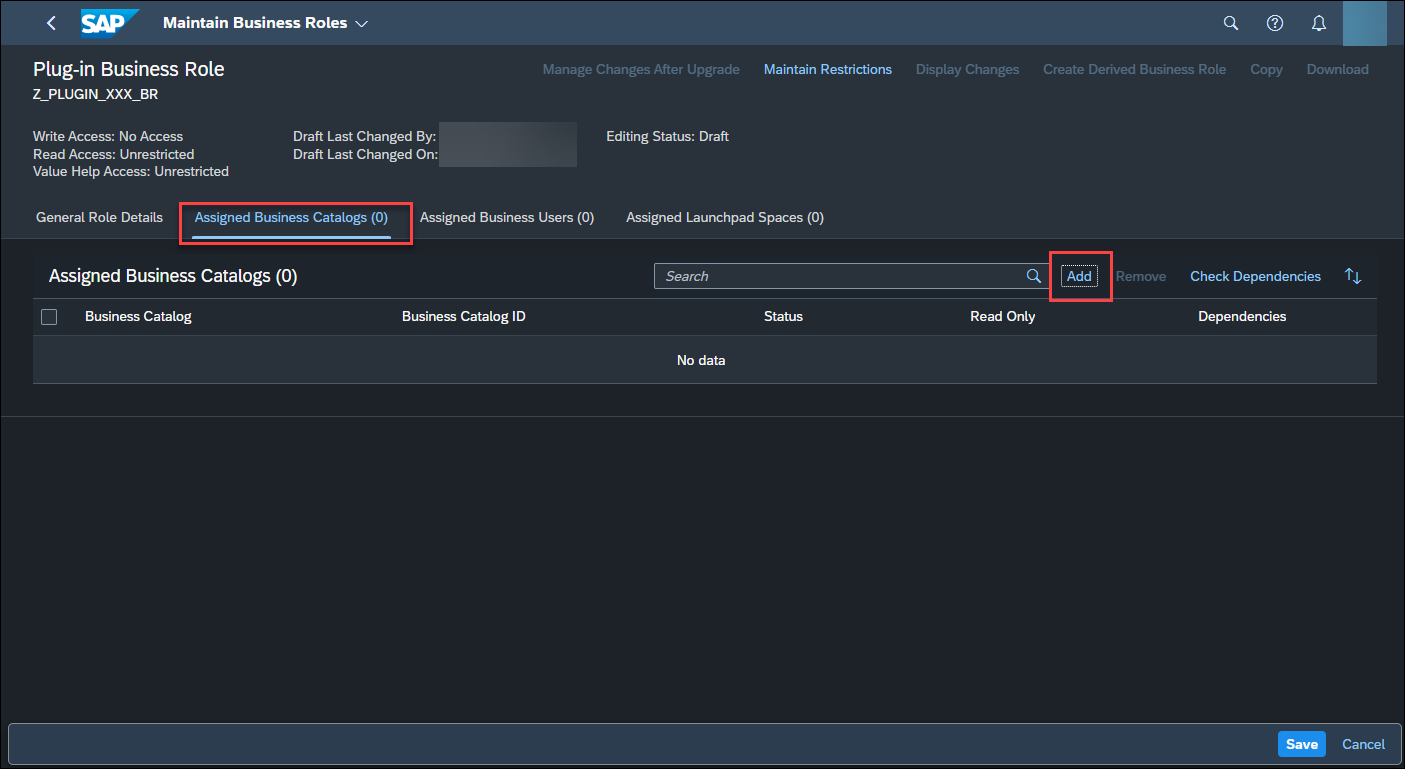 SAP Maintain Business Roles
Plug-in Business Role
Manage Changes After Upgrade Maintain Restrictions Display Changes Create Derived Business Role Copy Download
Z_PLUGIN_XXX_BR
Write Access: No Access Draft Last Changed By: Editing Status: Draft
Read Access: Unrestricted Draft Last Changed On:
Value Help Access: Unrestricted
General Role Details Assigned Business Catalogs (0) Assigned Business Users (0) Assigned Launchpad Spaces (0)
Assigned Business Catalogs (0) Search Add Remove Check Dependencies
Business Catalog Business Catalog ID Status Read Only Dependencies
No data
Save Cancel